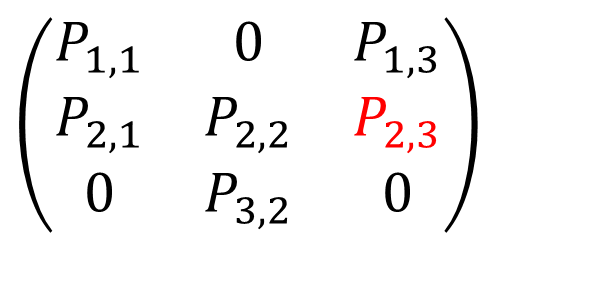 P₁,₁ 0 P₁,₃
P₂,₁ P₂,₂ P₂,₃
0 P₃,₂ 0